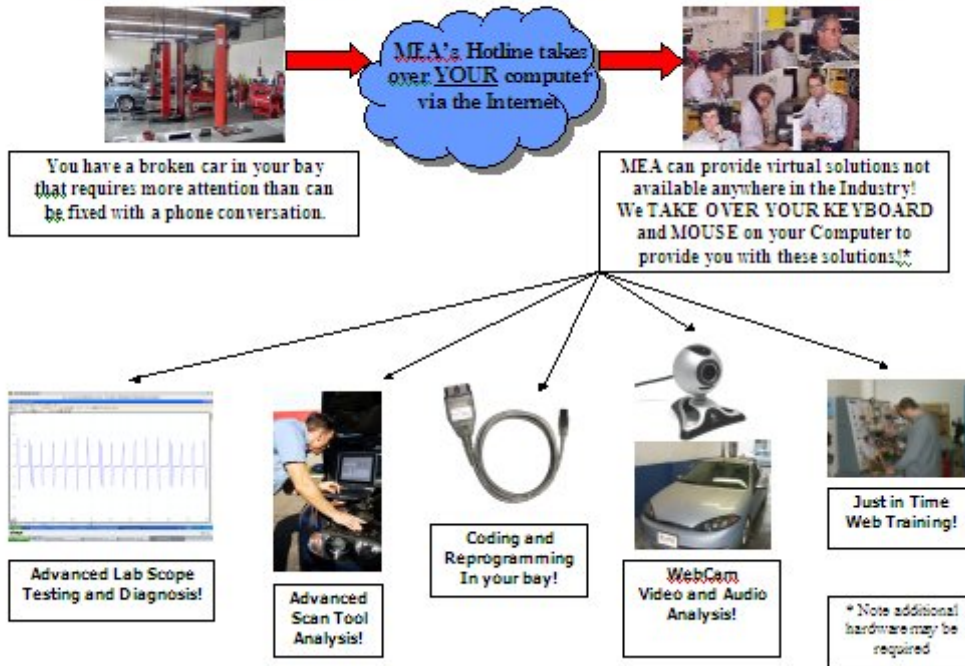 MEA's Hotline takes
over YOUR computer
via the Internet
You have a broken car in your bay
that requires more attention than can
be fixed with a phone conversation.
MEA can provide virtual solutions not
available anywhere in the Industry!
We TAKE OVER YOUR KEYBOARD
and MOUSE on your Computer to
provide you with these solutions!*
Advanced Lab Scope
Testing and Diagnosis!
Advanced
Scan Tool
Analysis!
Coding and
Reprogramming
In your bay!
WebCam
Video and Audio
Analysis!
Just in Time
Web Training!
* Note additional
hardware may be
required